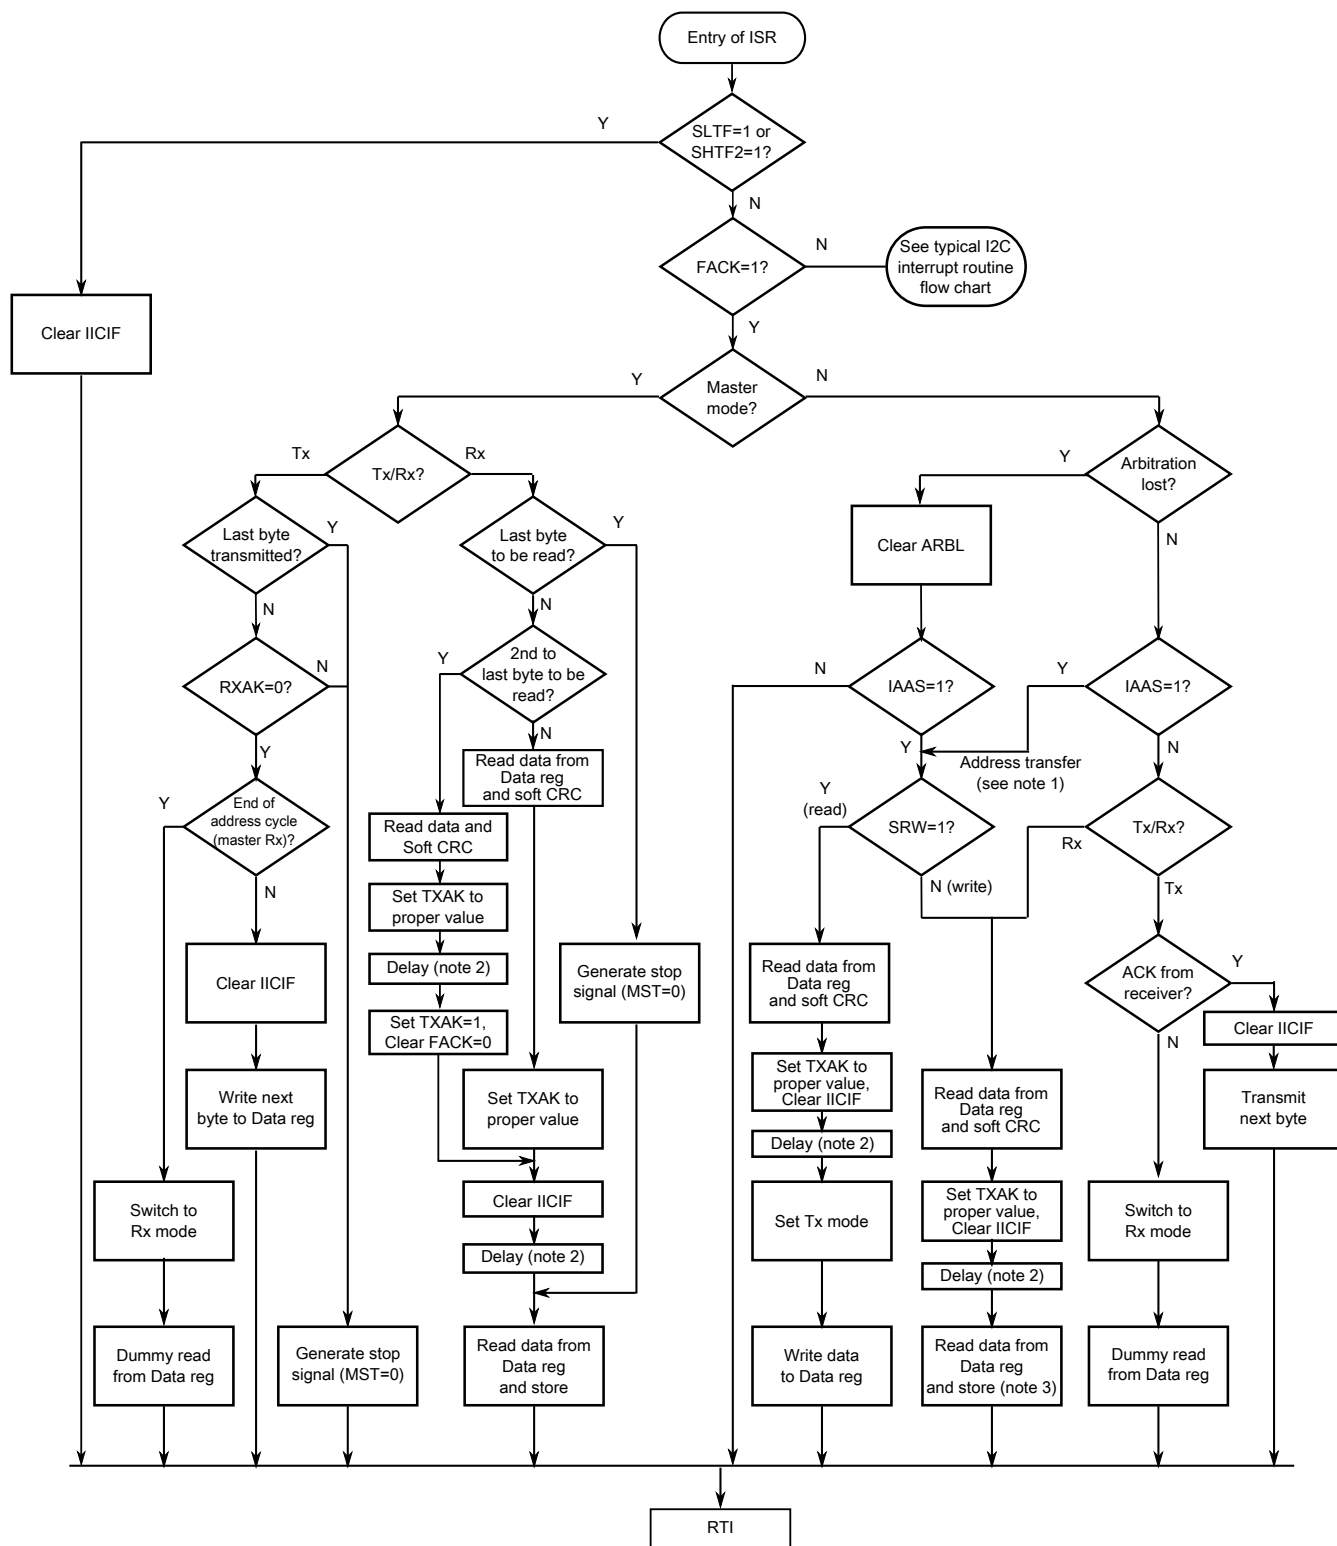 Entry of ISR
Y
SLTF=1 or
SHTF2=1?
N
FACK=1?
N
See typical I2C
interrupt routine
flow chart
Clear IICIF
Y
Y
Master
mode?
N
Tx
Tx/Rx?
Rx
Y
Arbitration
lost?
Last byte
transmitted?
Y
Last byte
to be read?
Y
Clear ARBL
N
N
N
RXAK=0?
N
Y
2nd to
last byte to be
read?
N
IAAS=1?
Y
IAAS=1?
Y
N
Read data from
Data reg
and soft CRC
Y
Address transfer
(see note 1)
N
Y
End of
address cycle
(master Rx)?
Read data and
Soft CRC
Y
(read)
SRW=1?
Rx
Tx/Rx?
N
Set TXAK to
proper value
N (write)
Tx
Clear IICIF
Delay (note 2)
Generate stop
signal (MST=0)
Read data from
Data reg
and soft CRC
ACK from
receiver?
Y
Set TXAK=1,
Clear FACK=0
N
Clear IICIF
Write next
byte to Data reg
Set TXAK to
proper value
Set TXAK to
proper value,
Clear IICIF
Read data from
Data reg
and soft CRC
Transmit
next byte
Delay (note 2)
Switch to
Rx mode
Clear IICIF
Set Tx mode
Set TXAK to
proper value,
Clear IICIF
Switch to
Rx mode
Delay (note 2)
Delay (note 2)
Dummy read
from Data reg
Generate stop
signal (MST=0)
Read data from
Data reg
and store
Write data
to Data reg
Read data from
Data reg
and store (note 3)
Dummy read
from Data reg
RTI